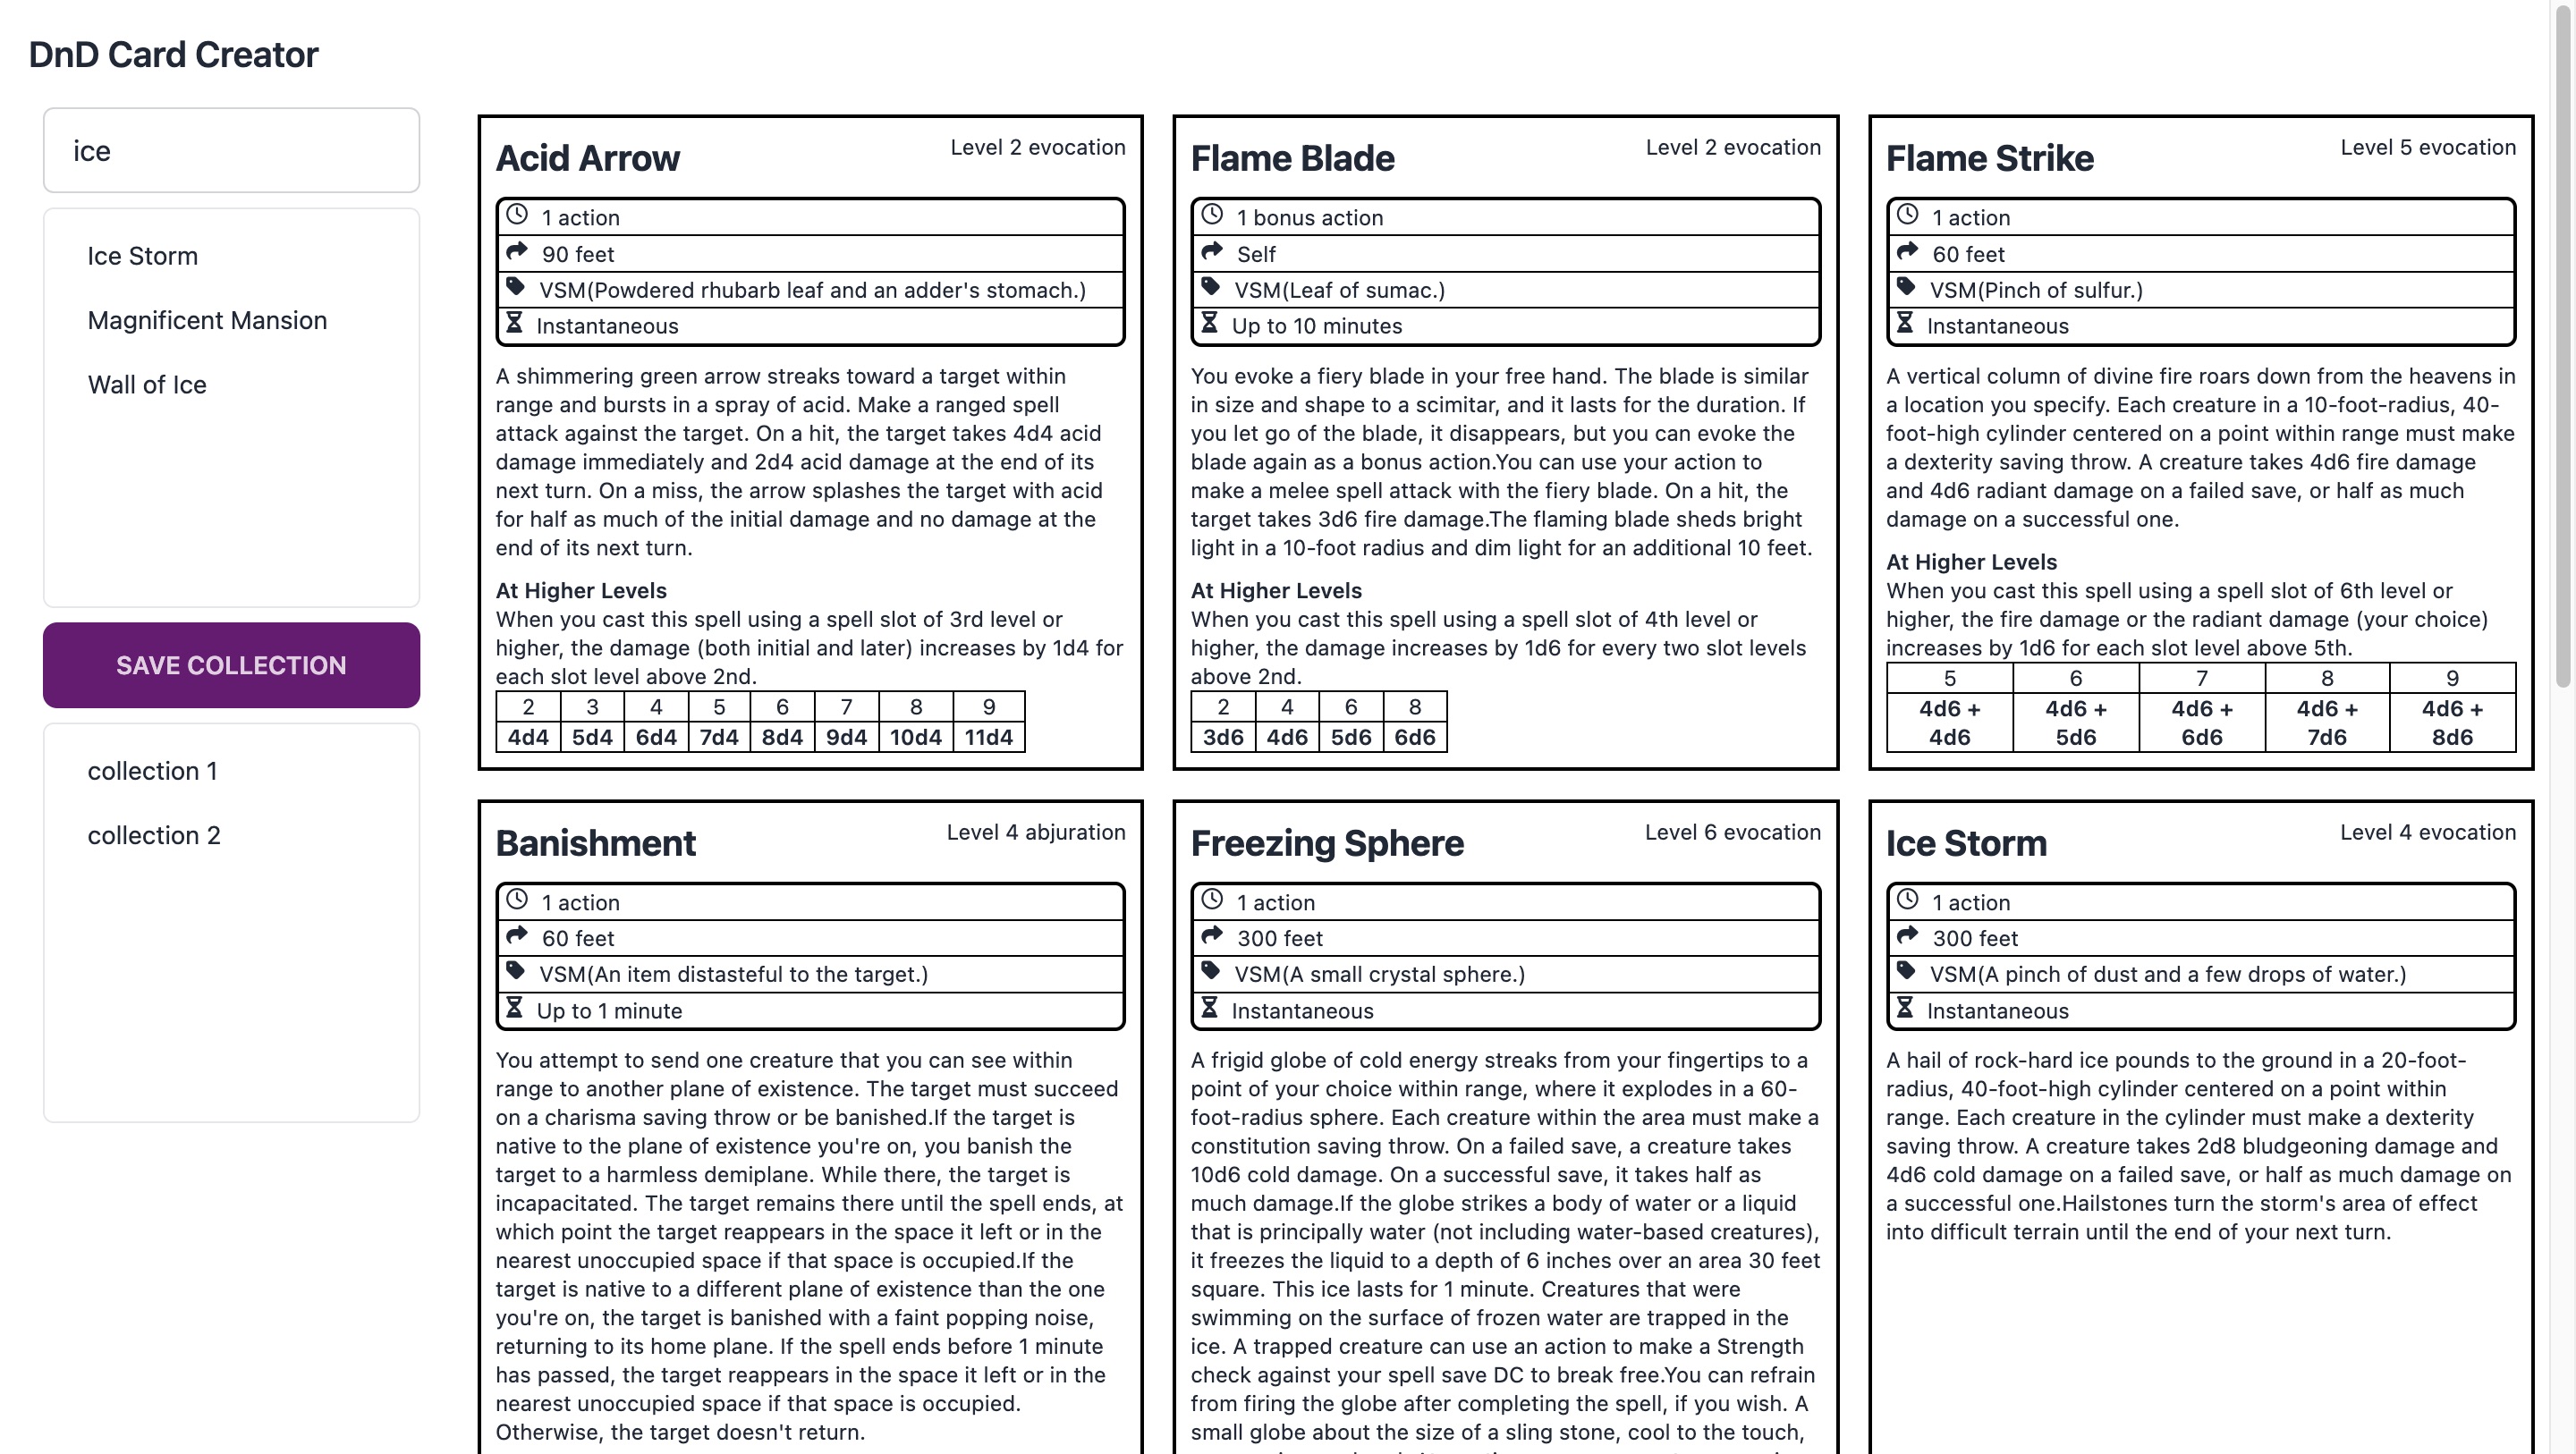 DnD Card Creator
ice
Ice Storm
Magnificent Mansion
Wall of Ice
SAVE COLLECTION
collection 1
collection 2
Acid Arrow
Level 2 evocation
1 action
90 feet
VSM(Powdered rhubarb leaf and an adder's stomach.)
Instantaneous
A shimmering green arrow streaks toward a target within
range and bursts in a spray of acid. Make a ranged spell
attack against the target. On a hit, the target takes 4d4 acid
damage immediately and 2d4 acid damage at the end of its
next turn. On a miss, the arrow splashes the target with acid
for half as much of the initial damage and no damage at the
end of its next turn.
At Higher Levels
When you cast this spell using a spell slot of 3rd level or
higher, the damage (both initial and later) increases by 1d4 for
each slot level above 2nd.
2 3 4 5 6 7 8 9
4d4 5d4 6d4 7d4 8d4 9d4 10d4 11d4
Flame Blade
Level 2 evocation
1 bonus action
Self
VSM(Leaf of sumac.)
Up to 10 minutes
You evoke a fiery blade in your free hand. The blade is similar
in size and shape to a scimitar, and it lasts for the duration. If
you let go of the blade, it disappears, but you can evoke the
blade again as a bonus action.You can use your action to
make a melee spell attack with the fiery blade. On a hit, the
target takes 3d6 fire damage.The flaming blade sheds bright
light in a 10-foot radius and dim light for an additional 10 feet.
At Higher Levels
When you cast this spell using a spell slot of 4th level or
higher, the damage increases by 1d6 for every two slot levels
above 2nd.
2 4 6 8
3d6 4d6 5d6 6d6
Flame Strike
Level 5 evocation
1 action
60 feet
VSM(Pinch of sulfur.)
Instantaneous
A vertical column of divine fire roars down from the heavens in
a location you specify. Each creature in a 10-foot-radius, 40-
foot-high cylinder centered on a point within range must make
a dexterity saving throw. A creature takes 4d6 fire damage
and 4d6 radiant damage on a failed save, or half as much
damage on a successful one.
At Higher Levels
When you cast this spell using a spell slot of 6th level or
higher, the fire damage or the radiant damage (your choice)
increases by 1d6 for each slot level above 5th.
5 6 7 8 9
4d6 + 4d6 + 4d6 + 4d6 + 4d6 +
4d6 5d6 6d6 7d6 8d6
Banishment
Level 4 abjuration
1 action
60 feet
VSM(An item distasteful to the target.)
Up to 1 minute
You attempt to send one creature that you can see within
range to another plane of existence. The target must succeed
on a charisma saving throw or be banished.If the target is
native to the plane of existence you're on, you banish the
target to a harmless demiplane. While there, the target is
incapacitated. The target remains there until the spell ends, at
which point the target reappears in the space it left or in the
nearest unoccupied space if that space is occupied.If the
target is native to a different plane of existence than the one
you're on, the target is banished with a faint popping noise,
returning to its home plane. If the spell ends before 1 minute
has passed, the target reappears in the space it left or in the
nearest unoccupied space if that space is occupied.
Otherwise, the target doesn't return.
Freezing Sphere
Level 6 evocation
1 action
300 feet
VSM(A small crystal sphere.)
Instantaneous
A frigid globe of cold energy streaks from your fingertips to a
point of your choice within range, where it explodes in a 60-
foot-radius sphere. Each creature within the area must make a
constitution saving throw. On a failed save, a creature takes
10d6 cold damage. On a successful save, it takes half as
much damage.If the globe strikes a body of water or a liquid
that is principally water (not including water-based creatures),
it freezes the liquid to a depth of 6 inches over an area 30 feet
square. This ice lasts for 1 minute. Creatures that were
swimming on the surface of frozen water are trapped in the
ice. A trapped creature can use an action to make a Strength
check against your spell save DC to break free.You can refrain
from firing the globe after completing the spell, if you wish. A
small globe about the size of a sling stone, cool to the touch,
Ice Storm
Level 4 evocation
1 action
300 feet
VSM(A pinch of dust and a few drops of water.)
Instantaneous
A hail of rock-hard ice pounds to the ground in a 20-foot-
radius, 40-foot-high cylinder centered on a point within
range. Each creature in the cylinder must make a dexterity
saving throw. A creature takes 2d8 bludgeoning damage and
4d6 cold damage on a failed save, or half as much damage on
a successful one.Hailstones turn the storm's area of effect
into difficult terrain until the end of your next turn.